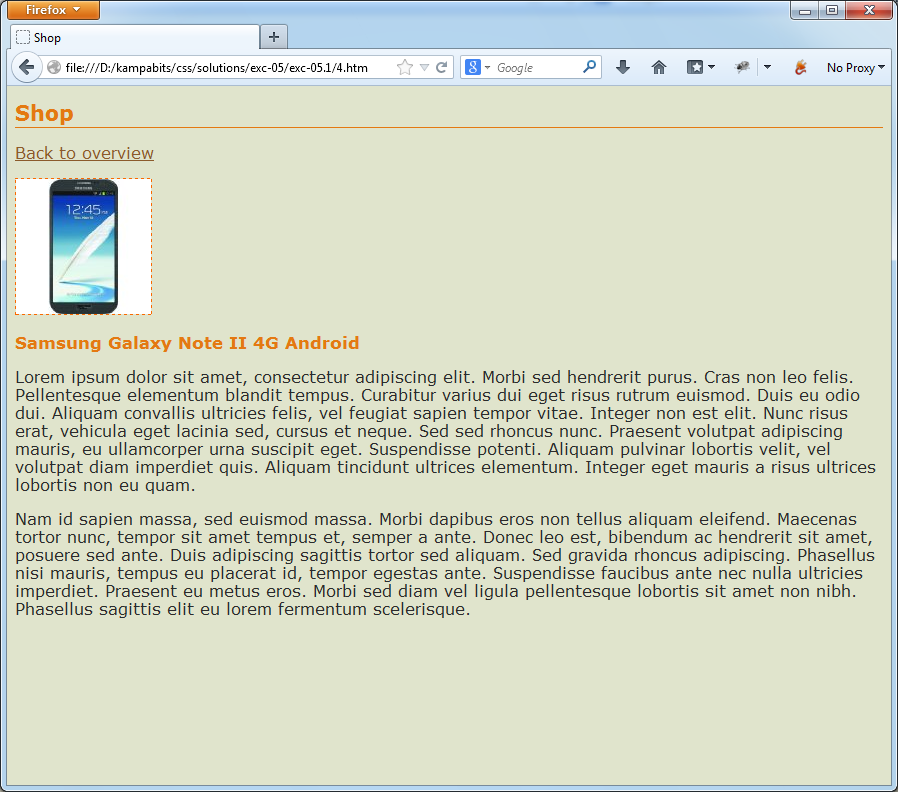 Firefox
Shop
file:///D:/kampabits/css/solutions/exc-05/exc-05.1/4.htm
Google
No Proxy
Shop
Back to overview
SAMSUNG
12:45
Samsung Galaxy Note II 4G Android
Lorem ipsum dolor sit amet, consectetur adipiscing elit. Morbi sed hendrerit purus. Cras non leo felis.
Pellentesque elementum blandit tempus. Curabitur varius dui eget risus rutrum euismod. Duis eu odio
dui. Aliquam convallis ultricies felis, vel feugiat sapien tempor vitae. Integer non est elit. Nunc risus
erat, vehicula eget lacinia sed, cursus et neque. Sed sed rhoncus nunc. Praesent volutpat adipiscing
mauris, eu ullamcorper urna suscipit eget. Suspendisse potenti. Aliquam pulvinar lobortis velit, vel
volutpat diam imperdiet quis. Aliquam tincidunt ultrices elementum. Integer eget mauris a risus ultrices
lobortis non eu quam.
Nam id sapien massa, sed euismod massa. Morbi dapibus eros non tellus aliquam eleifend. Maecenas
tortor nunc, tempor sit amet tempus et, semper a ante. Donec leo est, bibendum ac hendrerit sit amet,
posuere sed ante. Duis adipiscing sagittis tortor sed aliquam. Sed gravida rhoncus adipiscing. Phasellus
nisi mauris, tempus eu placerat id, tempor egestas ante. Suspendisse faucibus ante nec nulla ultricies
imperdiet. Praesent eu metus eros. Morbi sed diam vel ligula pellentesque lobortis sit amet non nibh.
Phasellus sagittis elit eu lorem fermentum scelerisque.